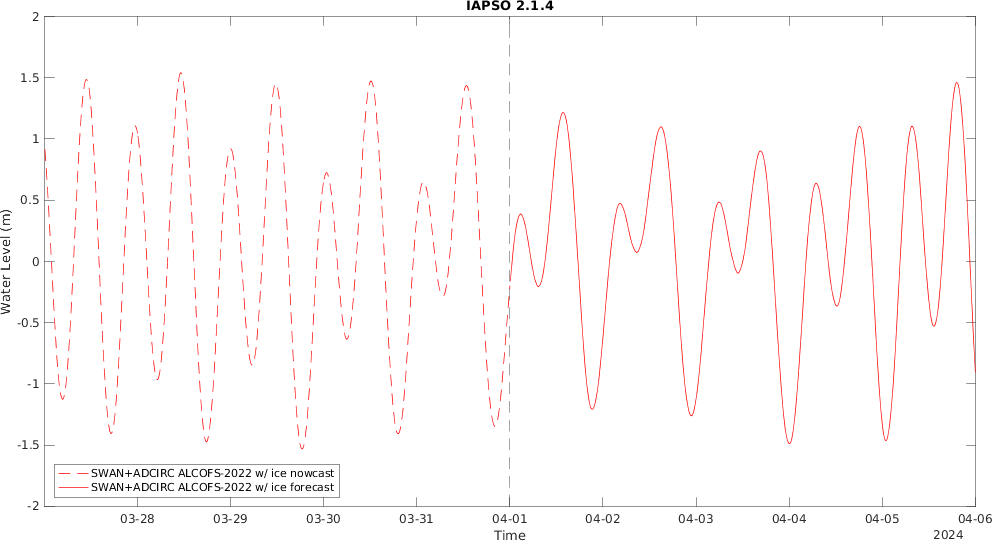 IAPSO 2.1.4
2
1.5
1
0.5
0
-0.5
-1
-1.5
-2
Water Level (m)
SWAN+ADCIRC ALCOFS-2022 w/ ice nowcast
SWAN+ADCIRC ALCOFS-2022 w/ ice forecast
03-28 03-29 03-30 03-31 04-01 04-02 04-03 04-04 04-05 04-06
Time
2024